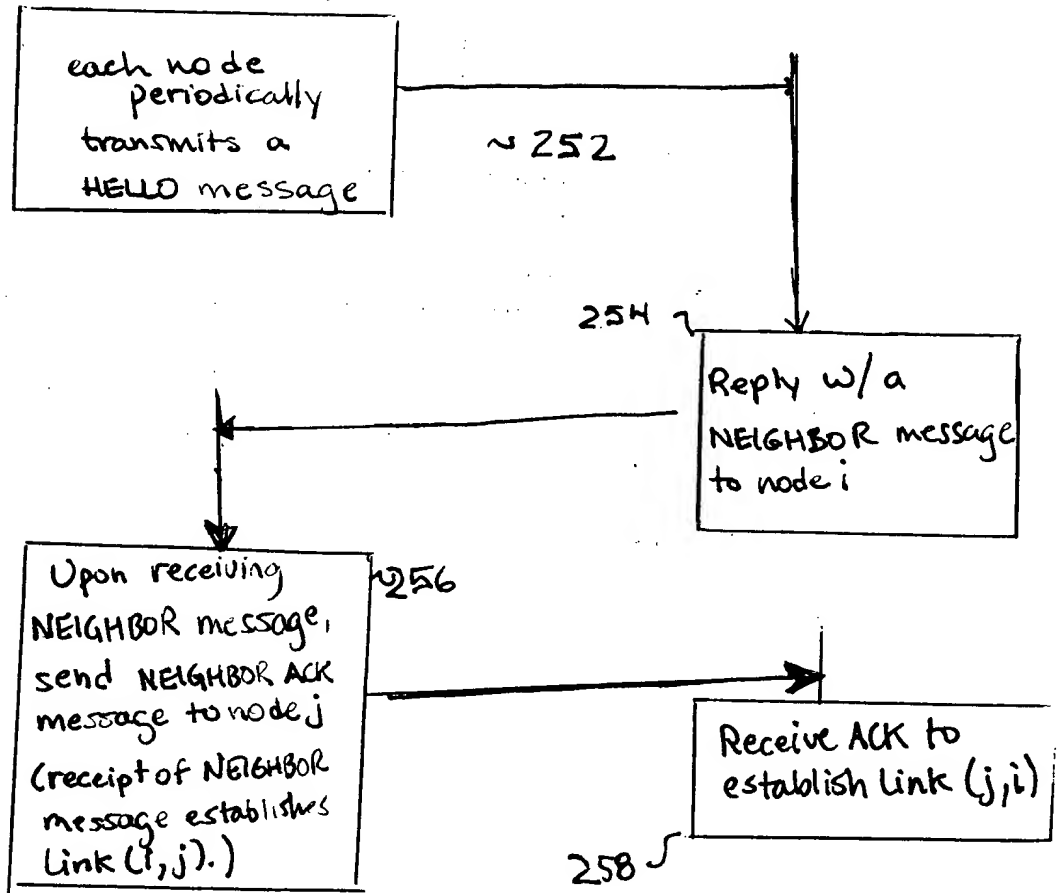 each node
periodically
transmits a
HELLO message
~ 252
254
Reply w/ a
NEIGHBOR message
to node i
Upon receiving
NEIGHBOR message,
send NEIGHBOR ACK
message to node j
(receipt of NEIGHBOR
message establishes
Link (i,j).)
~256
Receive ACK to
establish Link (j,i)
258